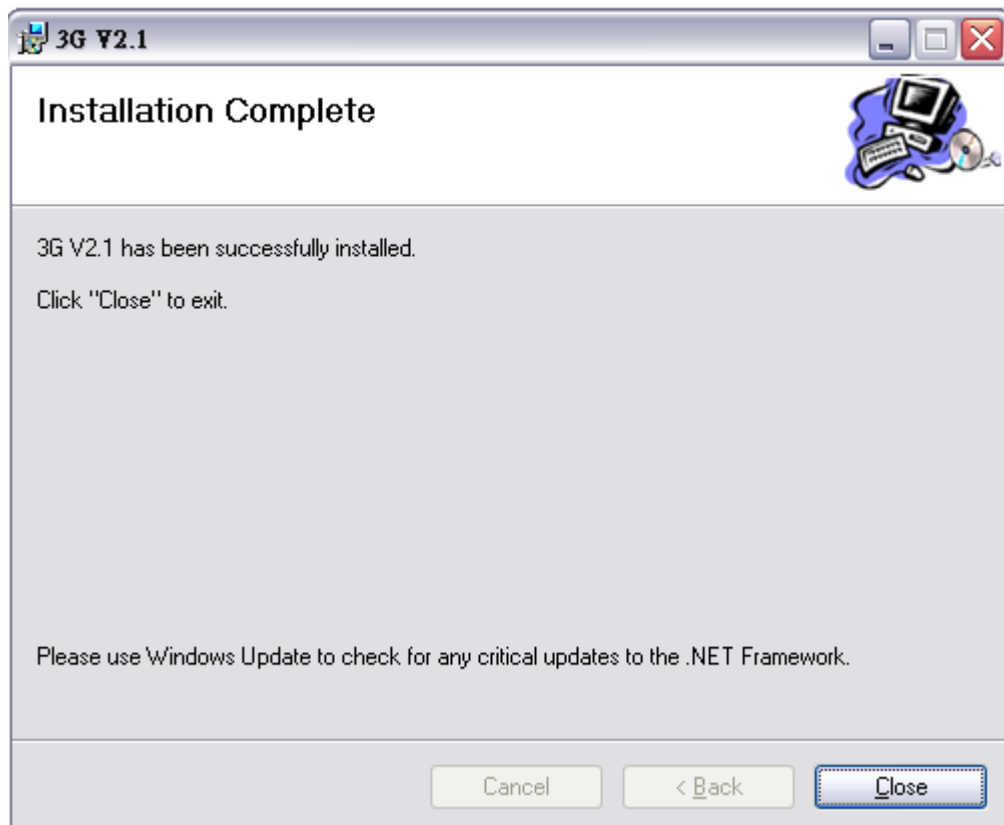 3G V2.1
Installation Complete
3G V2.1 has been successfully installed.
Click "Close" to exit.
Please use Windows Update to check for any critical updates to the .NET Framework.
Cancel
< Back
Close